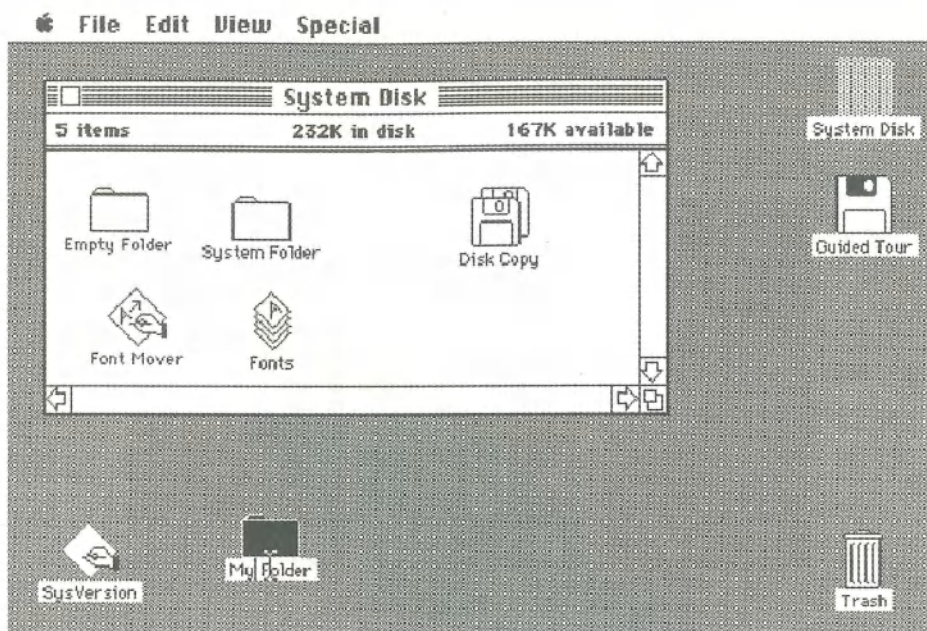 File Edit View Special
System Disk
5 items 232K in disk 167K available
System Disk
Empty Folder
System Folder
Disk Copy
Guided Tour
Font Mover
Fonts
My Folder
SysVersion
Trash